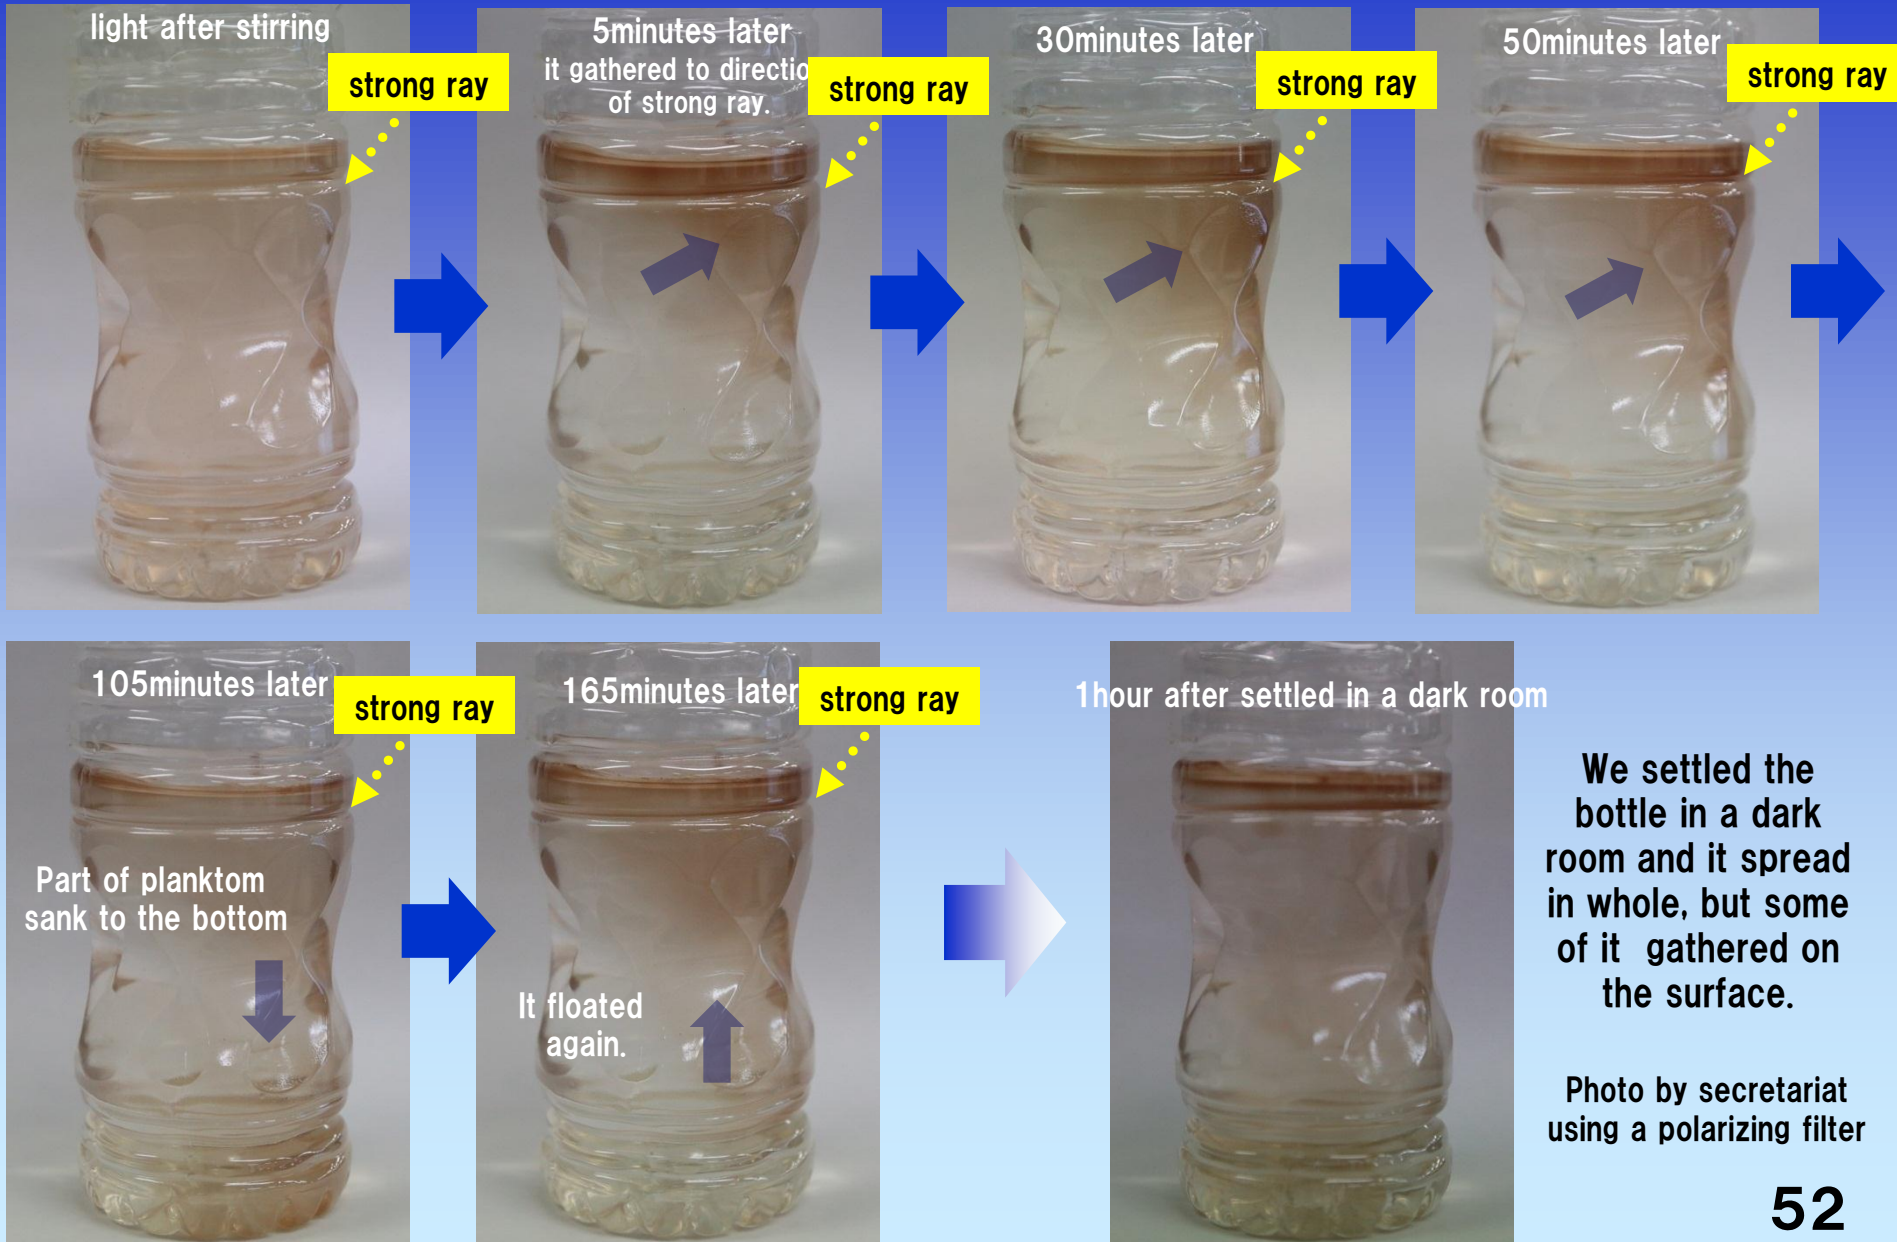 light after stirring
strong ray
5minutes later
it gathered to directio
of strong ray.
strong ray
30minutes later
strong ray
50minutes later
strong ray
105minutes later
strong ray
Part of planktom
sank to the bottom
165minutes later
strong ray
It floated
again.
1hour after settled in a dark room
We settled the
bottle in a dark
room and it spread
in whole, but some
of it gathered on
the surface.
Photo by secretariat
using a polarizing filter
52